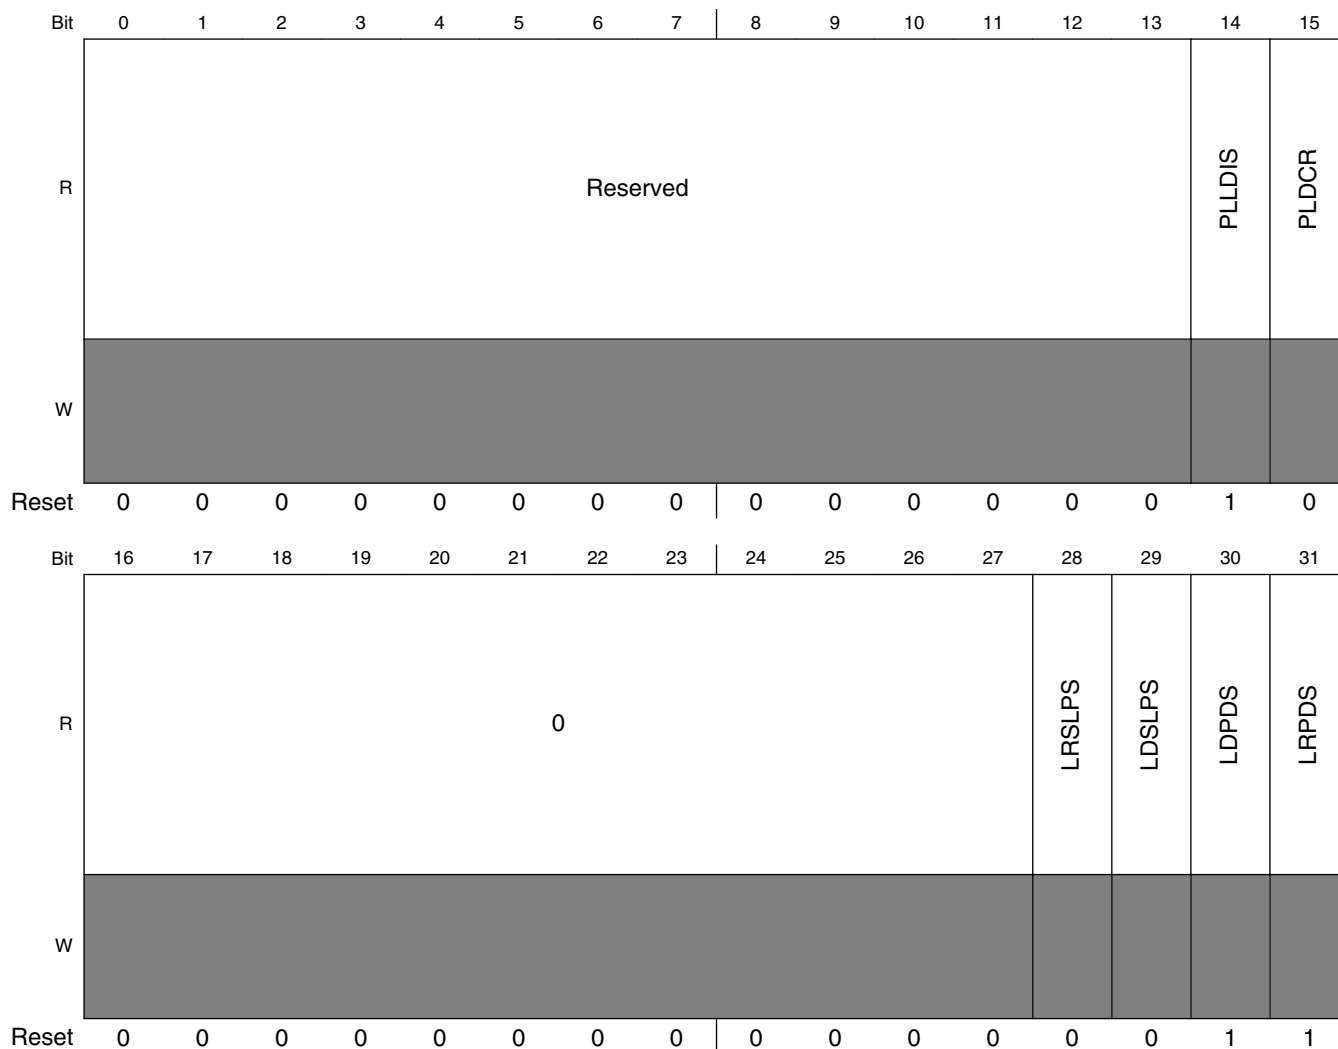 Bit 0 1 2 3 4 5 6 7 8 9 10 11 12 13 14 15
R Reserved PLLDIS PLDCR
W
Reset 0 0 0 0 0 0 0 0 0 0 0 0 0 0 1 0
Bit 16 17 18 19 20 21 22 23 24 25 26 27 28 29 30 31
R 0 LRSLPS LDSLPS LDPDS LRPDS
W
Reset 0 0 0 0 0 0 0 0 0 0 0 0 0 0 1 1